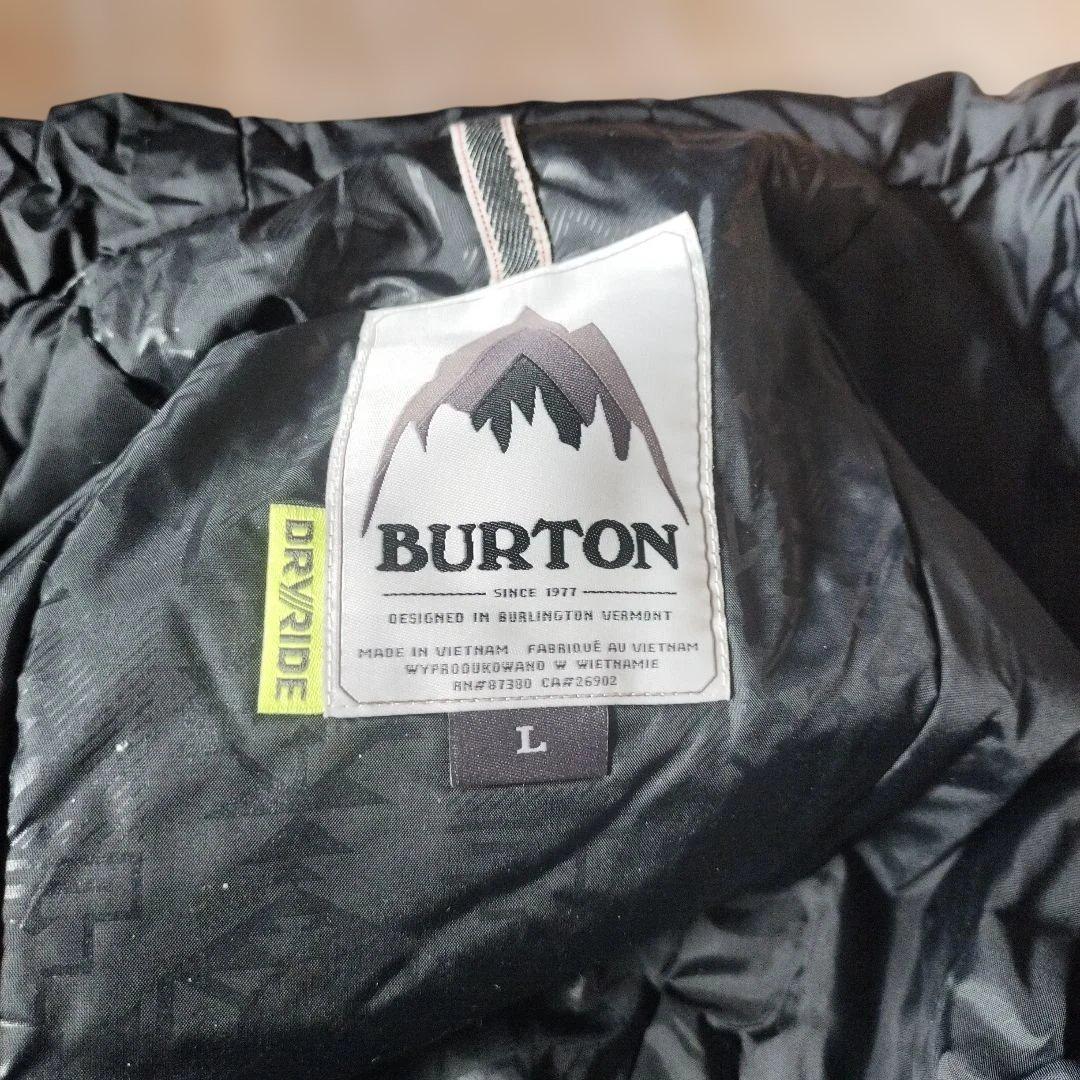 BURTON
SINCE 1977
DESIGNED IN BURLINGTON VERMONT
MADE IN VIETNAM FABRIQUÉ AU VIETNAM
WYPRODUKOWANO W WIETNAMIE
RN#87380 CA#26902
L
DRY//RIDE